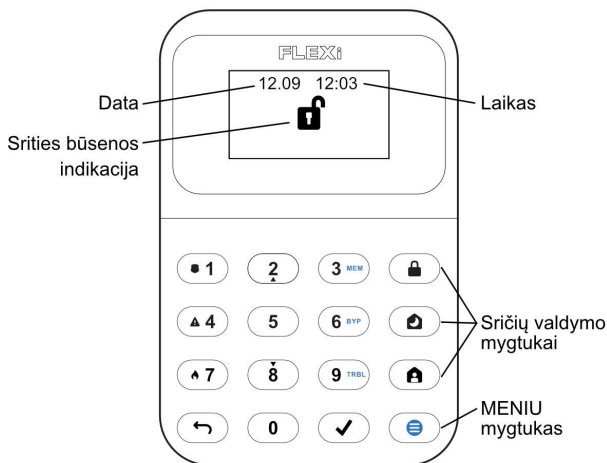 FLEXi
12.09 12:03
Data
Laikas
Srities būsenos
indikacija
1 2 3 MEM
4 5 6 BYP
Sričių valdymo
mygtukai
7 8 9 TRBL
MENIU
mygtukas
0